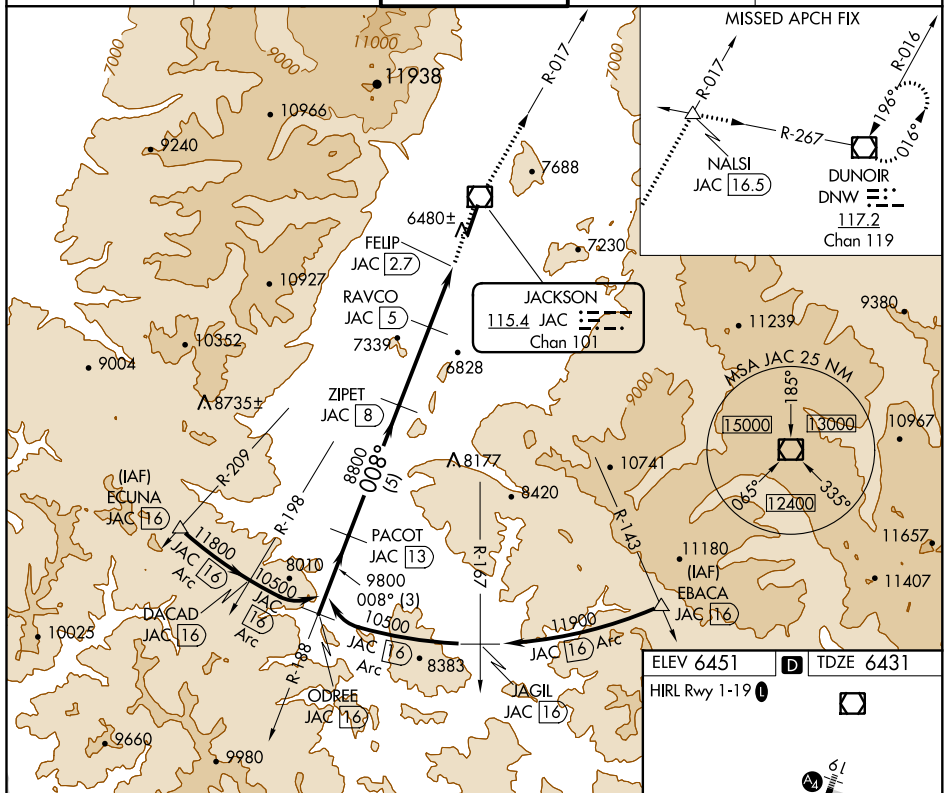 7000
9000
11000
11938
10966
9240
R-017
7000
7688
6480±
FELIP
JAC 2.7
7230
10927
RAVCO
JAC 5
7339
6828
JACKSON
115.4 JAC
Chan 101
10352
9004
8735±
ZIPET
JAC 8
MISSED APCH FIX
R-017
R-016
196°
016°
R-267
NALSI
JAC 16.5
DUNOIR
DNW
117.2
Chan 119
9380
11239
9000
MSA JAC 25 NM
185°
15000
13000
10967
065°
335°
12400
8800
008°
(5)
8177
8420
10741
R-209
R-198
(IAF)
ECUNA
JAC 16
11800
JAC 16
Arc
DACAD
JAC 16
10500
JAC
16
Arc
8010
PACOT
JAC 13
9800
008° (3)
R-167
R-143
11180
(IAF)
EBACA
JAC 16
11657
11407
11900
JAC 16 Arc
10500
JAC 16
Arc
8383
10025
R-188
ODREE
JAC 16
JAGIL
JAC 16
9660
9980
ELEV 6451
D
TDZE 6431
HIRL Rwy 1-19 L
A4
19